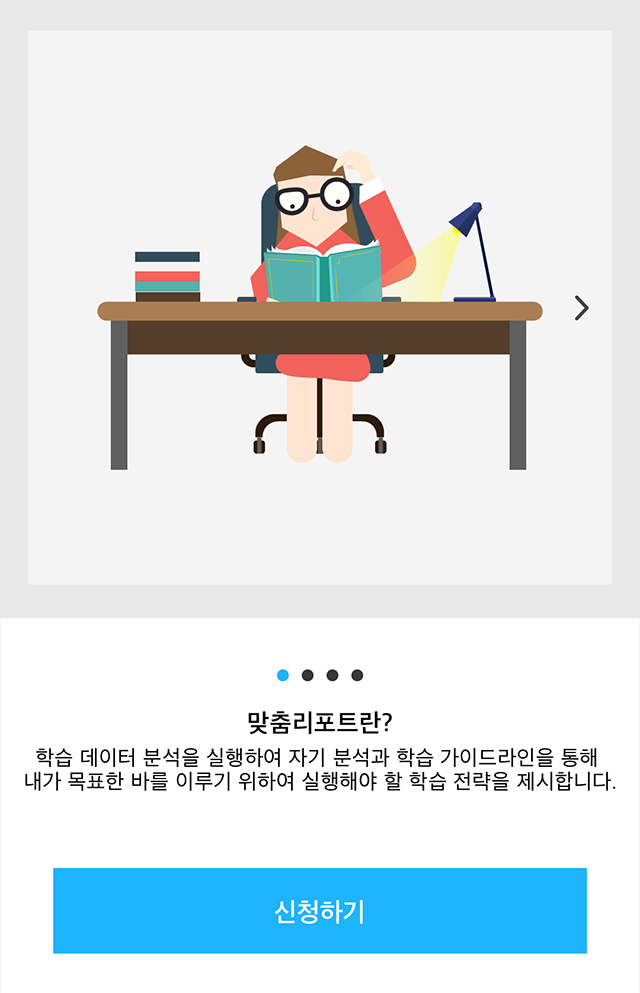 맞춤리포트란?
학습 데이터 분석을 실행하여 자기 분석과 학습 가이드라인을 통해
내가 목표한 바를 이루기 위하여 실행해야 할 학습 전략을 제시합니다.
신청하기